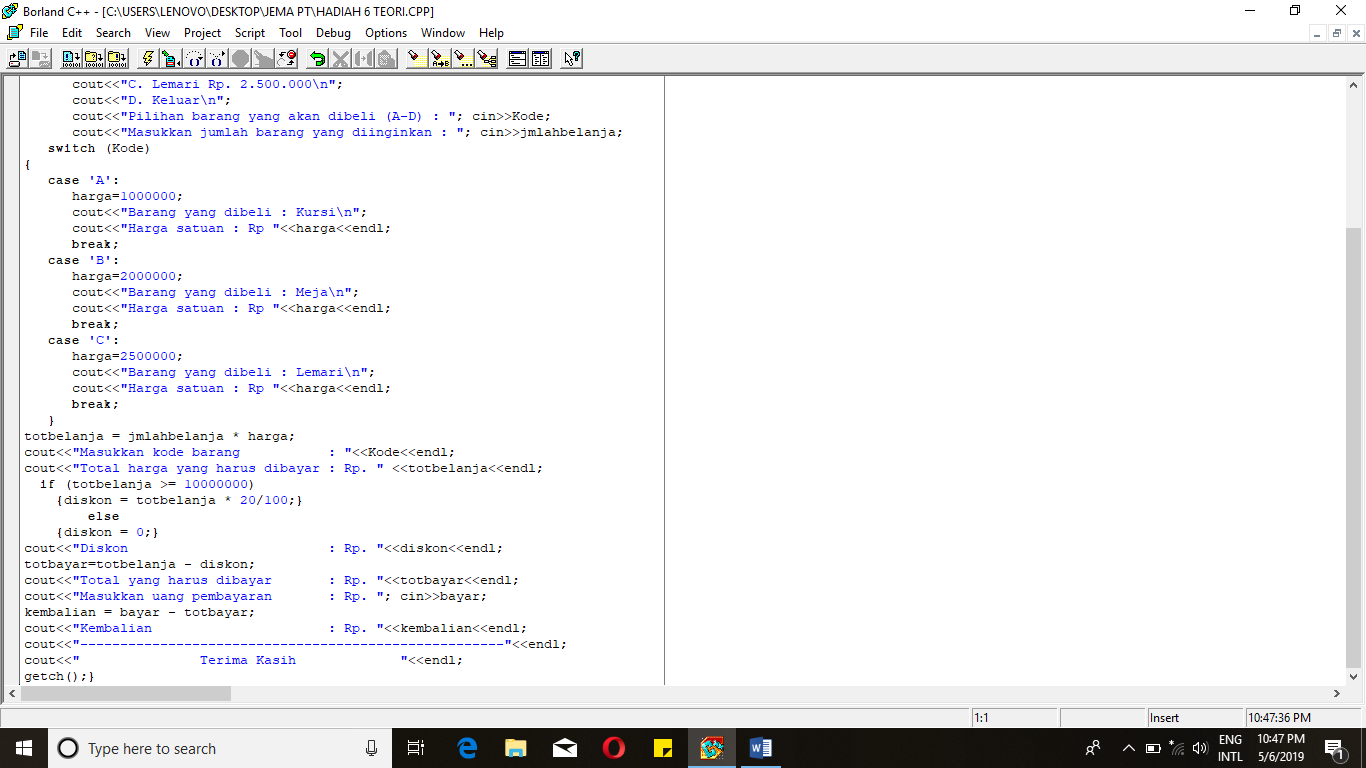 Borland C++ - [C:\USERS\LENOVO\DESKTOP\JEMA PT\HADIAH 6 TEORI.CPP]
File Edit Search View Project Script Tool Debug Options Window Help
cout<<"C. Lemari Rp. 2.500.000\n";
cout<<"D. Keluar\n";
cout<<"Pilihan barang yang akan dibeli (A-D) : "; cin>>Kode;
cout<<"Masukkan jumlah barang yang diinginkan : "; cin>>jmlahbelanja;
switch (Kode)
{
case 'A':
harga=1000000;
cout<<"Barang yang dibeli : Kursi\n";
cout<<"Harga satuan : Rp "<<harga<<endl;
break;
case 'B':
harga=2000000;
cout<<"Barang yang dibeli : Meja\n";
cout<<"Harga satuan : Rp "<<harga<<endl;
break;
case 'C':
harga=2500000;
cout<<"Barang yang dibeli : Lemari\n";
cout<<"Harga satuan : Rp "<<harga<<endl;
break;
}
totbelanja = jmlahbelanja * harga;
cout<<"Masukkan kode barang           : "<<Kode<<endl;
cout<<"Total harga yang harus dibayar : Rp. " <<totbelanja<<endl;
if (totbelanja >= 10000000)
{diskon = totbelanja * 20/100;}
else
{diskon = 0;}
cout<<"Diskon                         : Rp. "<<diskon<<endl;
totbayar=totbelanja - diskon;
cout<<"Total yang harus dibayar       : Rp. "<<totbayar<<endl;
cout<<"Masukkan uang pembayaran       : Rp. "; cin>>bayar;
kembalian = bayar - totbayar;
cout<<"Kembalian                      : Rp. "<<kembalian<<endl;
cout<<"-----------------------------------------------------"<<endl;
cout<<"               Terima Kasih             "<<endl;
getch();}
1:1 Insert 10:47:36 PM
Type here to search
ENG 10:47 PM
INTL 5/6/2019
1